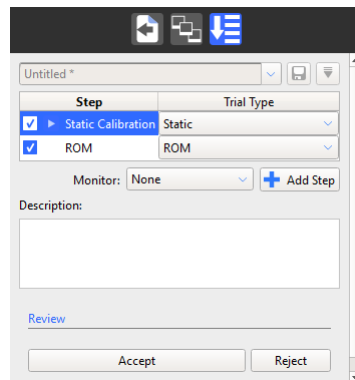 Untitled *
Step Trial Type
Static Calibration Static
ROM ROM
Monitor: None Add Step
Description:
Review
Accept Reject